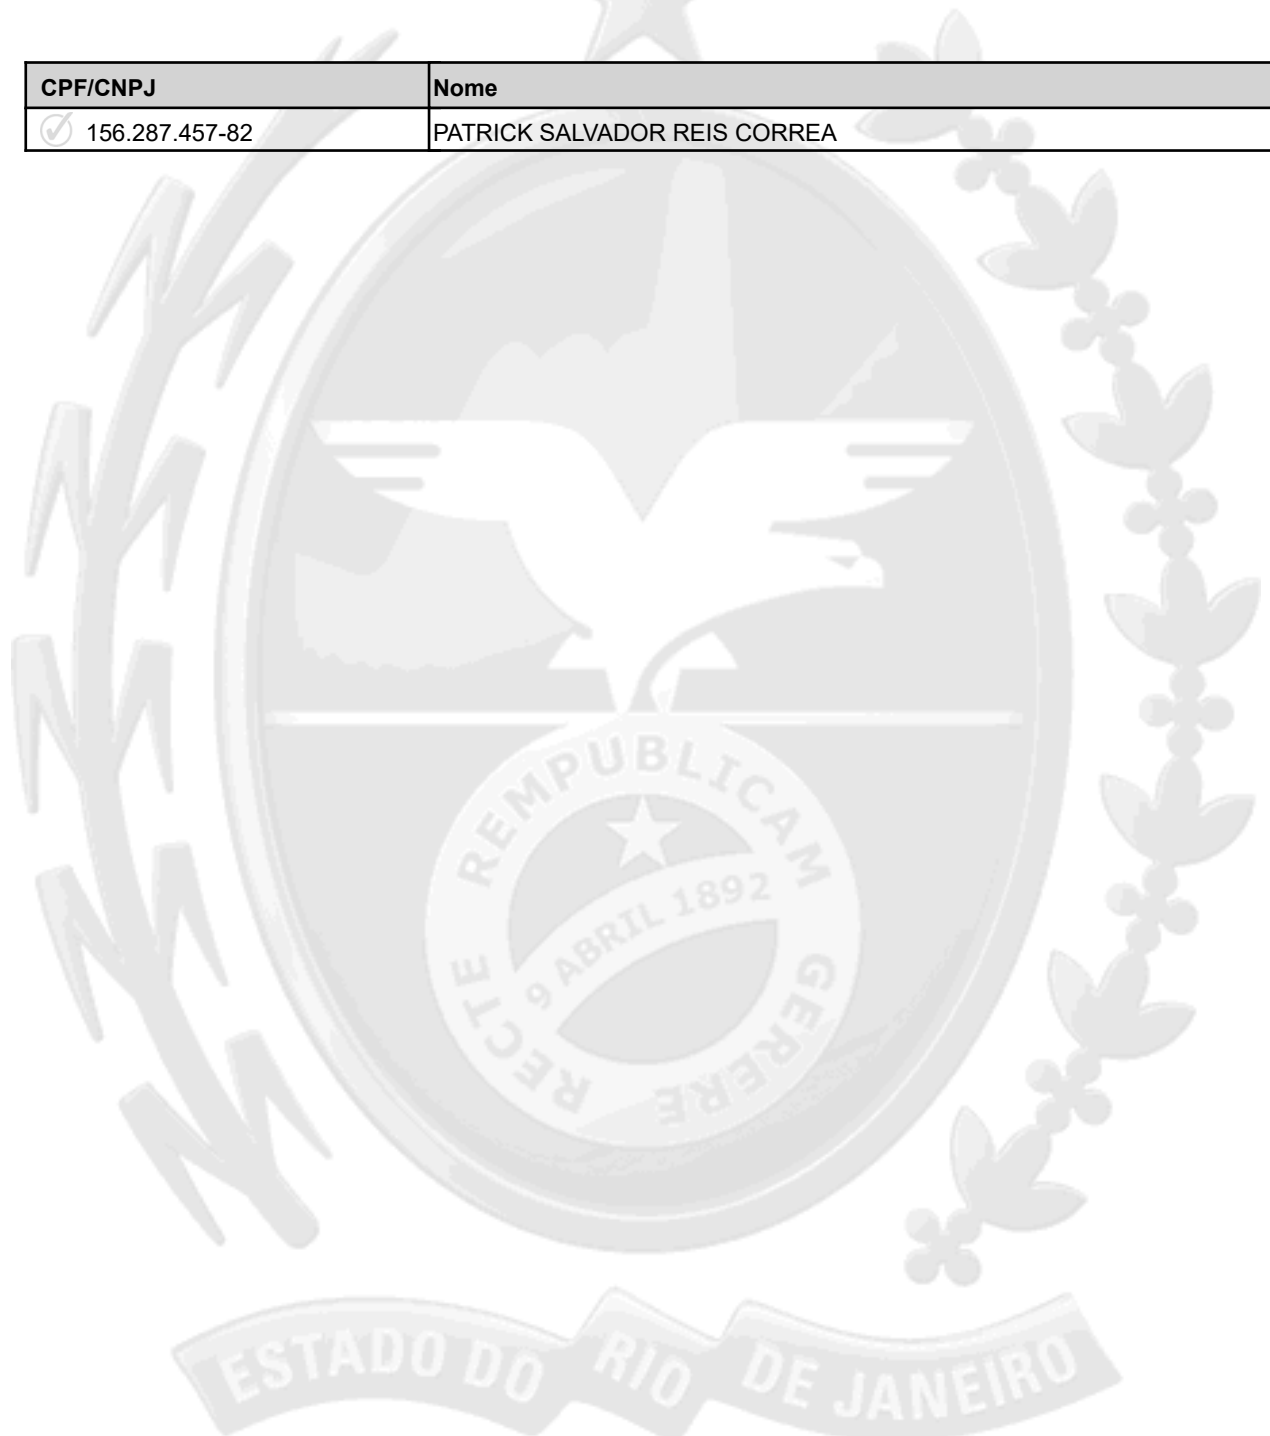 CPF/CNPJ Nome
156.287.457-82 PATRICK SALVADOR REIS CORREA
REMPUBLICAM
9 ABRIL 1892
RECTE GERERE
ESTADO DO RIO DE JANEIRO